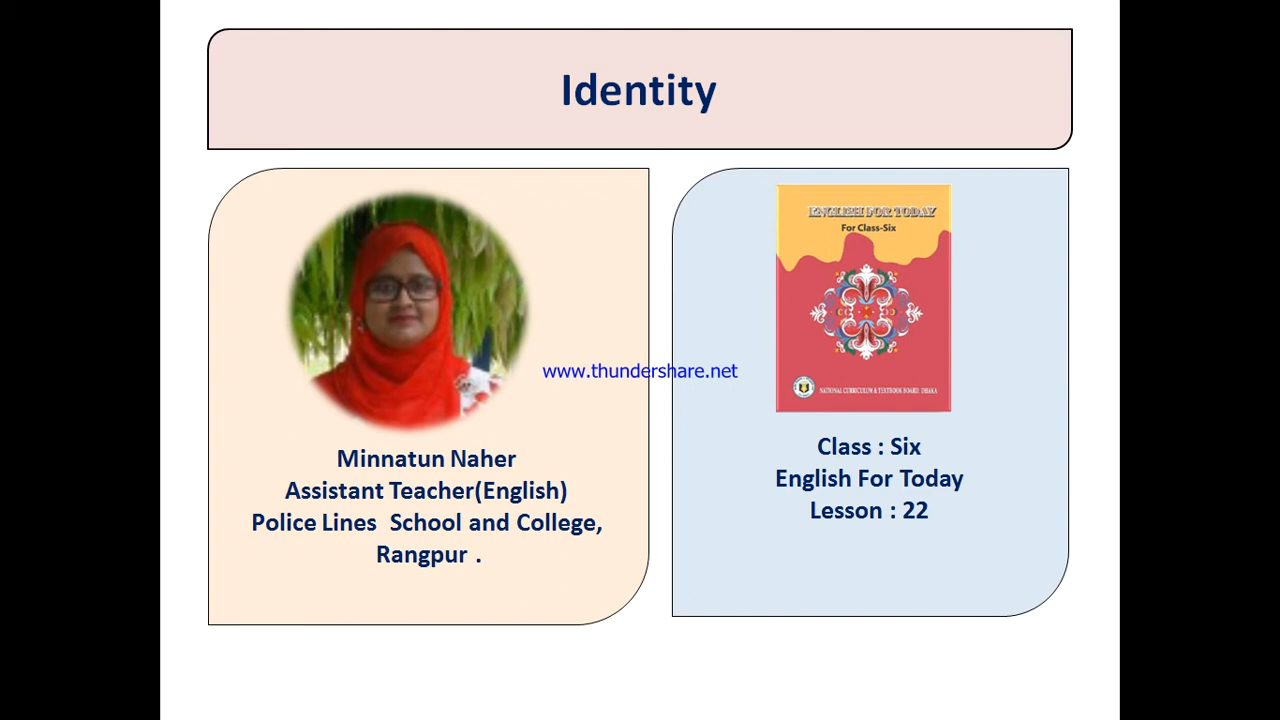 Identity
Minnatun Naher
Assistant Teacher(English)
Police Lines School and College,
Rangpur .
www.thundershare.net
ENGLISH FOR TODAY
For Class-Six
NATIONAL CURRICULUM & TEXTBOOK BOARD, DHAKA
Class : Six
English For Today
Lesson : 22